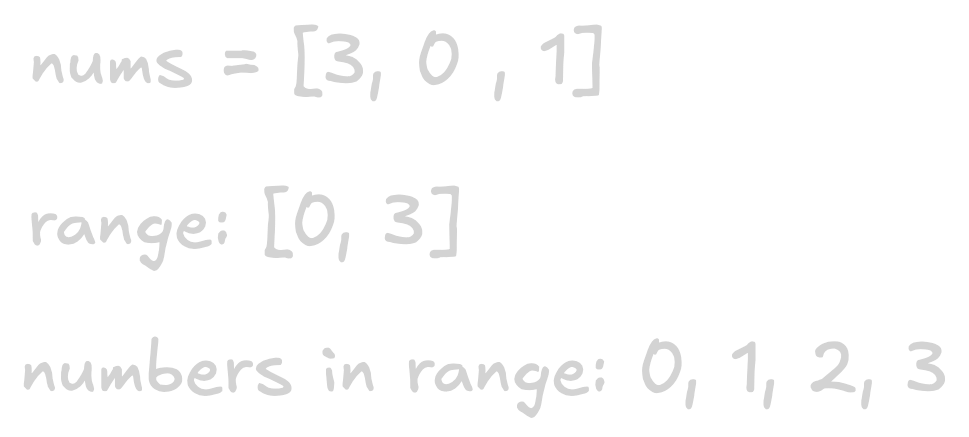 nums = [3, 0 , 1]
range: [0, 3]
numbers in range: 0, 1, 2, 3